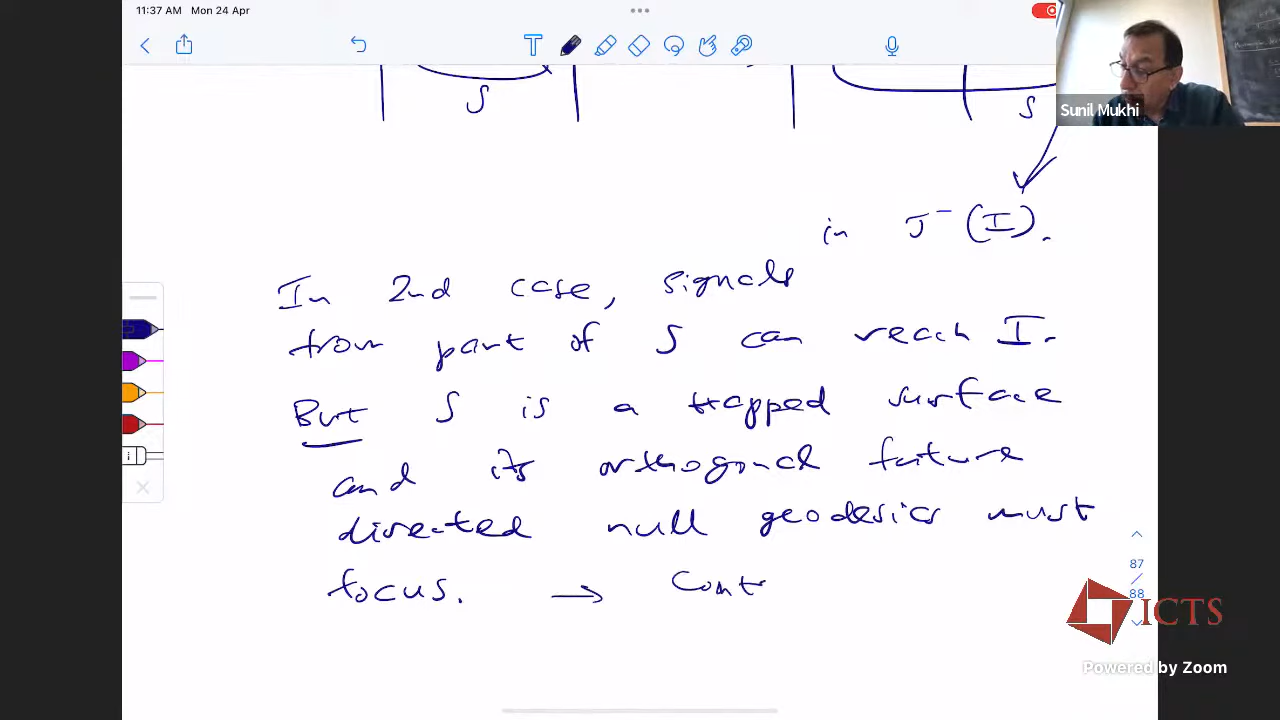 11:37 AM Mon 24 Apr
S
S
Sunil Mukhi
in J⁻(I).
In 2nd case, signals
from part of S can reach I.
But S is a trapped surface
and its orthogonal future
directed null geodesics must
focus. → Cont
87
/
88
ICTS
Powered by Zoom